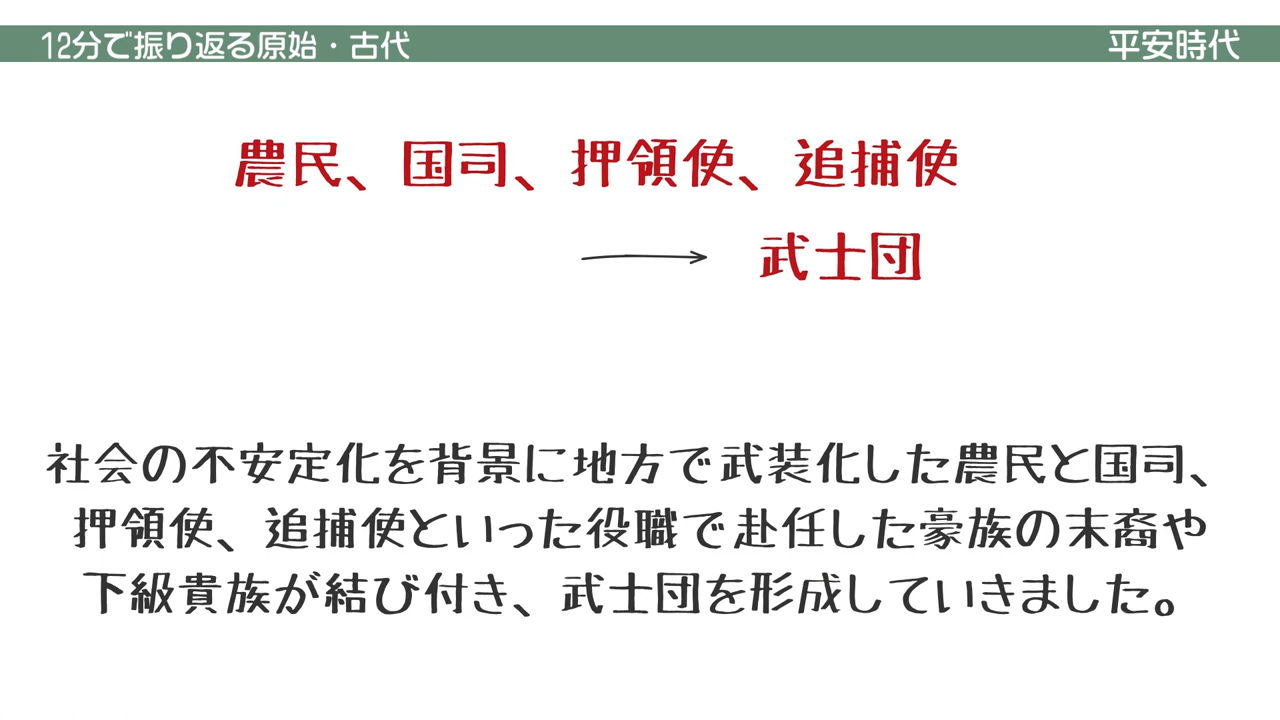 12分で振り返る原始・古代
平安時代
農民、国司、押領使、追捕使
武士団
社会の不安定化を背景に地方で武装化した農民と国司、
押領使、追捕使といった役職で赴任した豪族の末裔や
下級貴族が結び付き、武士団を形成していきました。